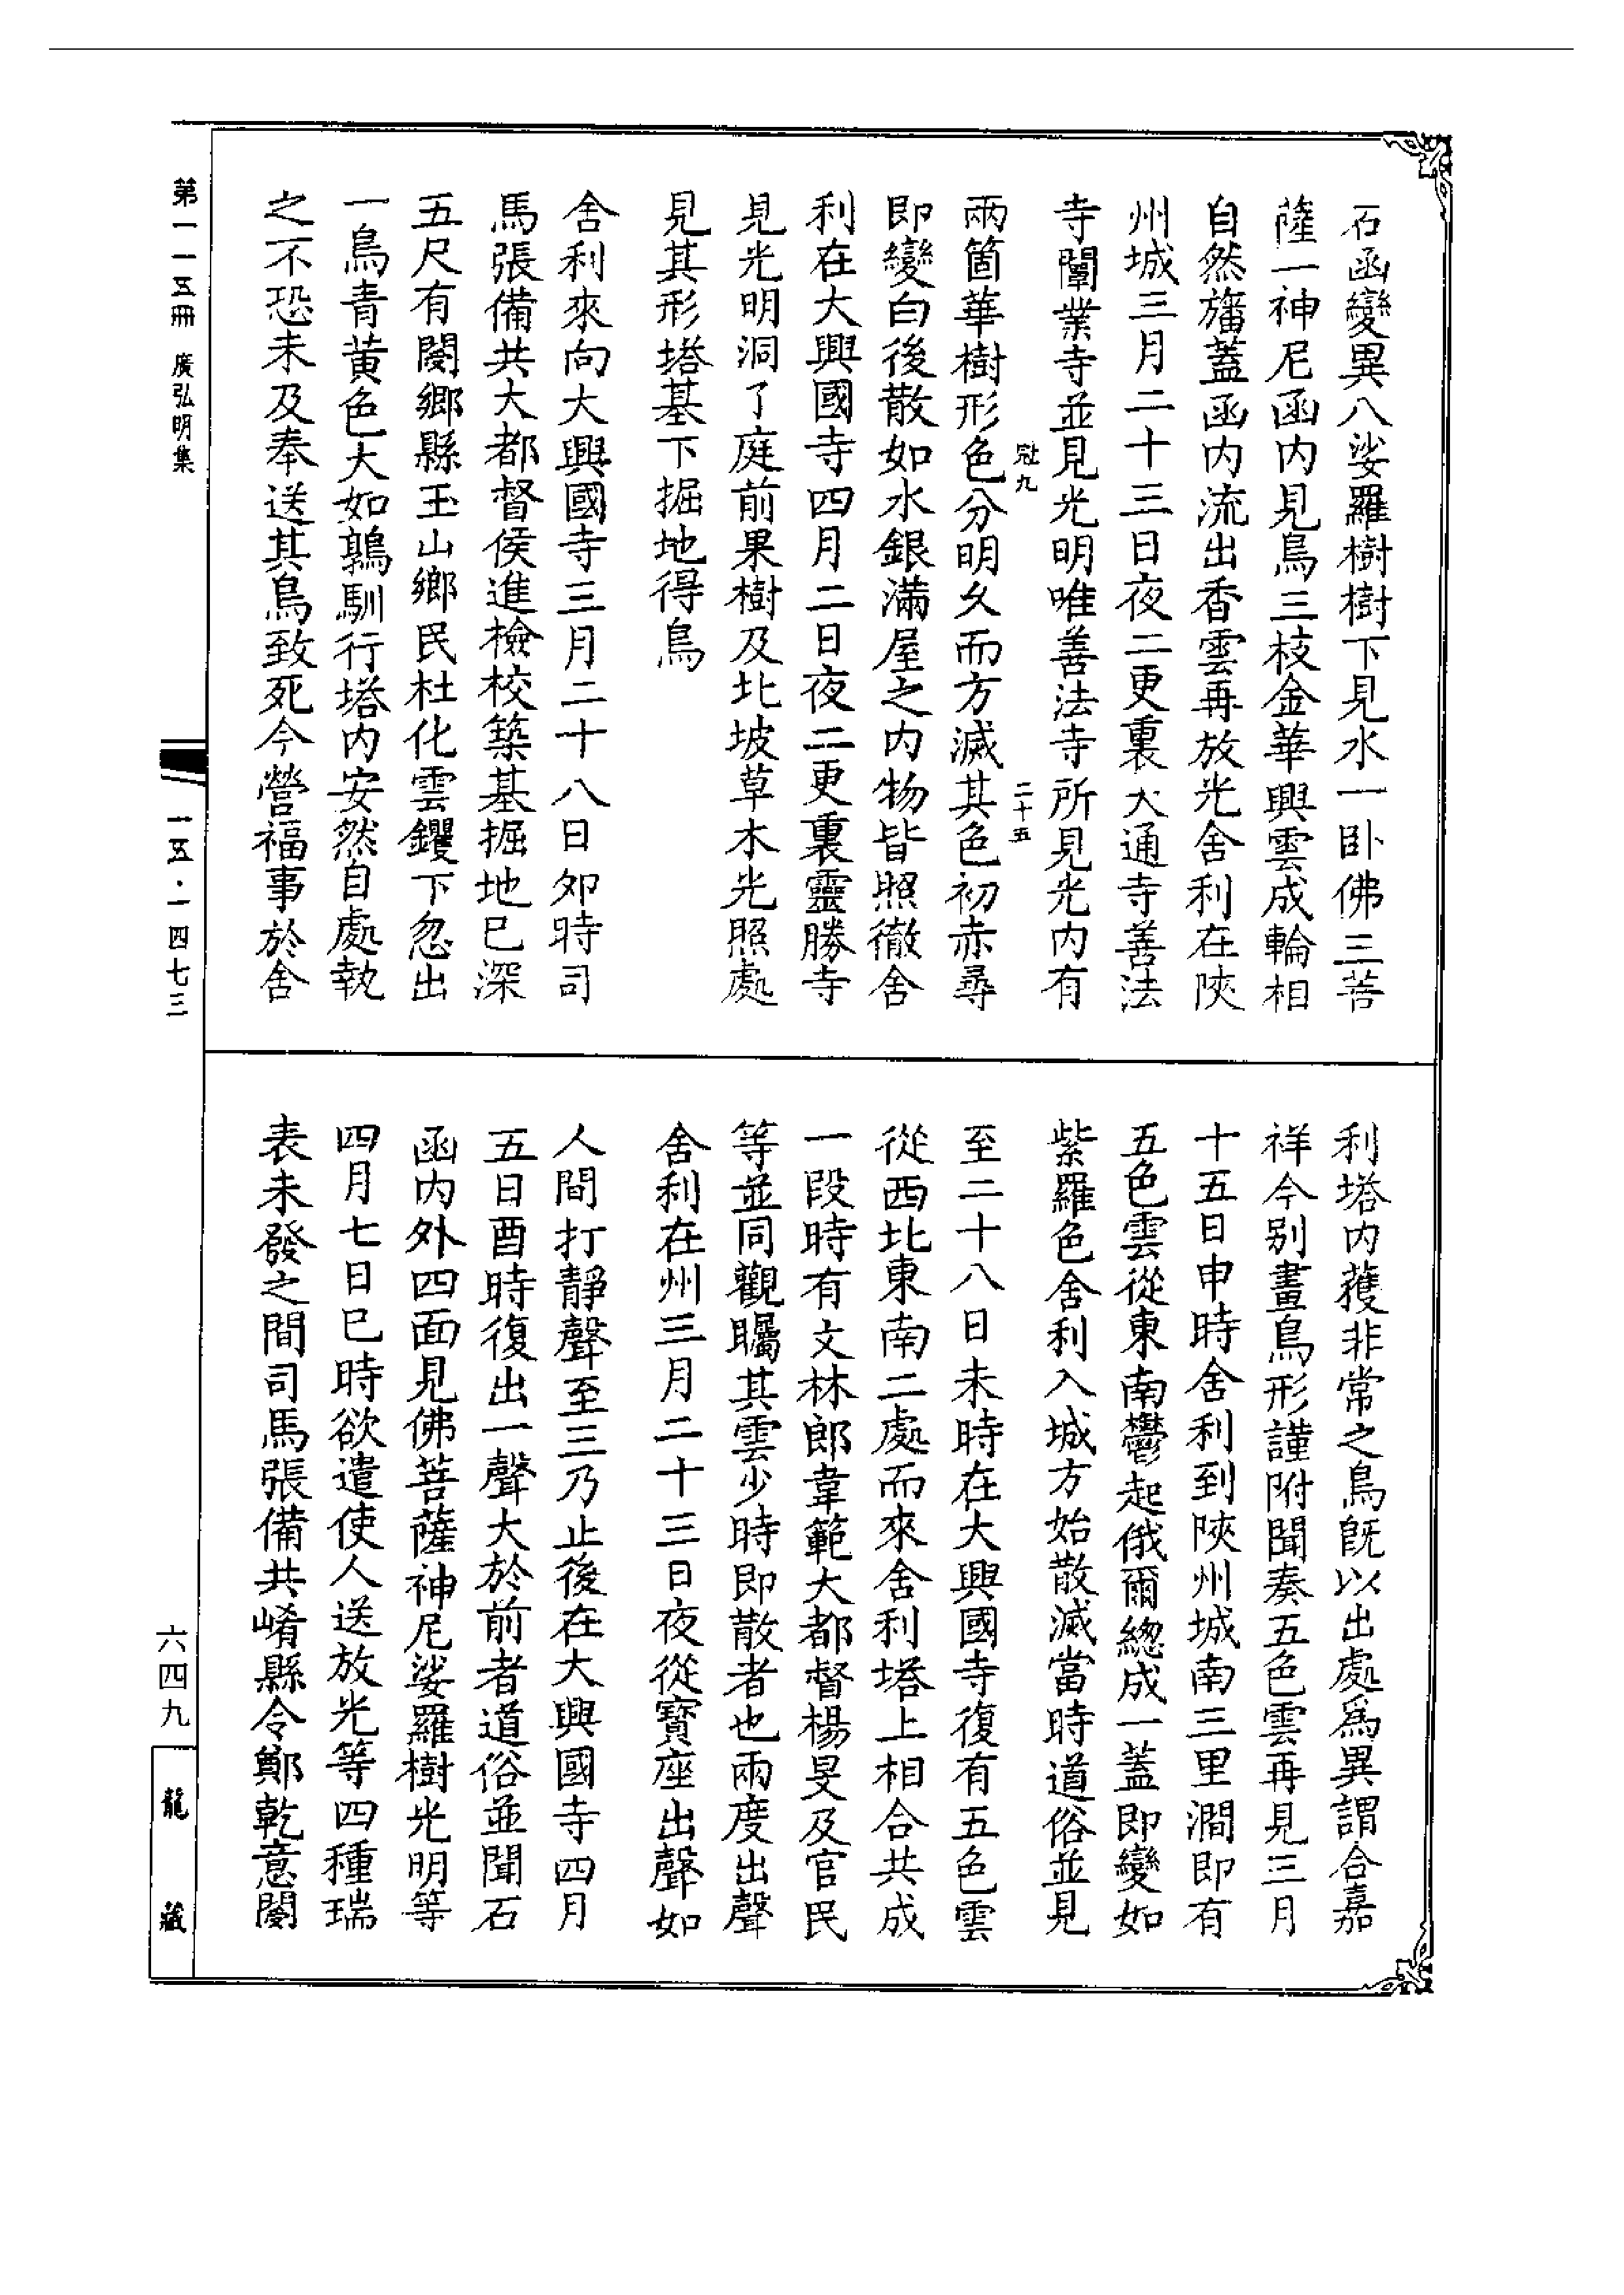 石函變異八娑羅樹樹下見水一卧佛三菩
薩一神尼函内見鳥三枝金華興雲成輪相
自然旛蓋函内流出香雲再放光舍利在陝
州城三月二十三日夜二更裏大通寺善法
寺闡業寺並見光明唯善法寺所見光内有
九
二十五
兩箇華樹形色分明久而方滅其色初赤尋
即變白後散如水銀滿屋之内物皆照徹舍
利在大興國寺四月二日夜二更裏靈勝寺
見光明洞了庭前果樹及北坡草木光照處
見其形塔基下掘地得鳥
舍利來向大興國寺三月二十八日夘時司
馬張備共大都督侯進檢校築基掘地已深
五尺有閿鄉縣玉山鄉民杜化雲钁下忽出
一鳥青黄色大如鶉馴行塔内安然自處執
之不恐未及奉送其鳥致死今營福事於舍
利塔内獲非常之鳥既以出處爲異謂合嘉
祥今别畫鳥形謹附聞奏五色雲再見三月
十五日申時舍利到陝州城南三里澗即有
五色雲從東南鬱起俄爾總成一蓋即變如
紫羅色舍利入城方始散滅當時道俗並見
至二十八日未時在大興國寺復有五色雲
從西北東南二處而來舍利塔上相合共成
一段時有文林郎韋範大都督楊旻及官民
等並同觀矚其雲少時即散者也兩度出聲
舍利在州三月二十三日夜從寶座出聲如
人間打靜聲至三乃止後在大興國寺四月
五日酉時復出一聲大於前者道俗並聞石
函内外四面見佛菩薩神尼娑羅樹光明等
四月七日巳時欲遣使人送放光等四種瑞
表未發之間司馬張備共崤縣令鄭乾意閿
第一一五冊 廣弘明集
一五·一四七三
六四九
龍藏